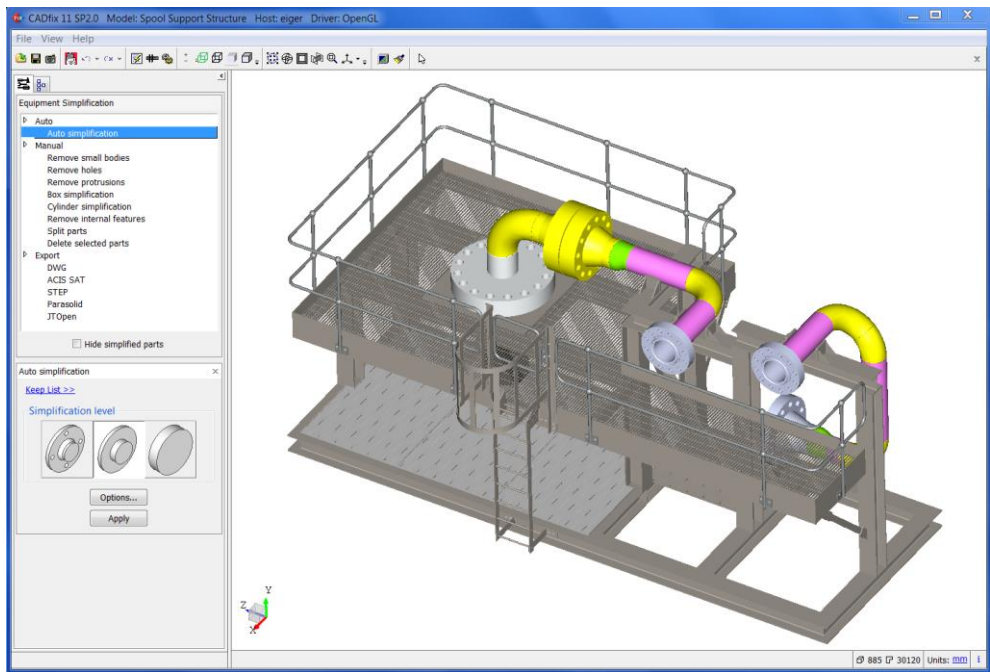 CADfix 11 SP2.0 Model: Spool Support Structure Host: eiger Driver: OpenGL
File View Help
Equipment Simplification
Auto
Auto simplification
Manual
Remove small bodies
Remove holes
Remove protrusions
Box simplification
Cylinder simplification
Remove internal features
Split parts
Delete selected parts
Export
DWG
ACIS SAT
STEP
Parasolid
JTOpen
Hide simplified parts
Auto simplification
Keep List >>
Simplification level
Options...
Apply
Y
Z
X
885 30120 Units: mm i